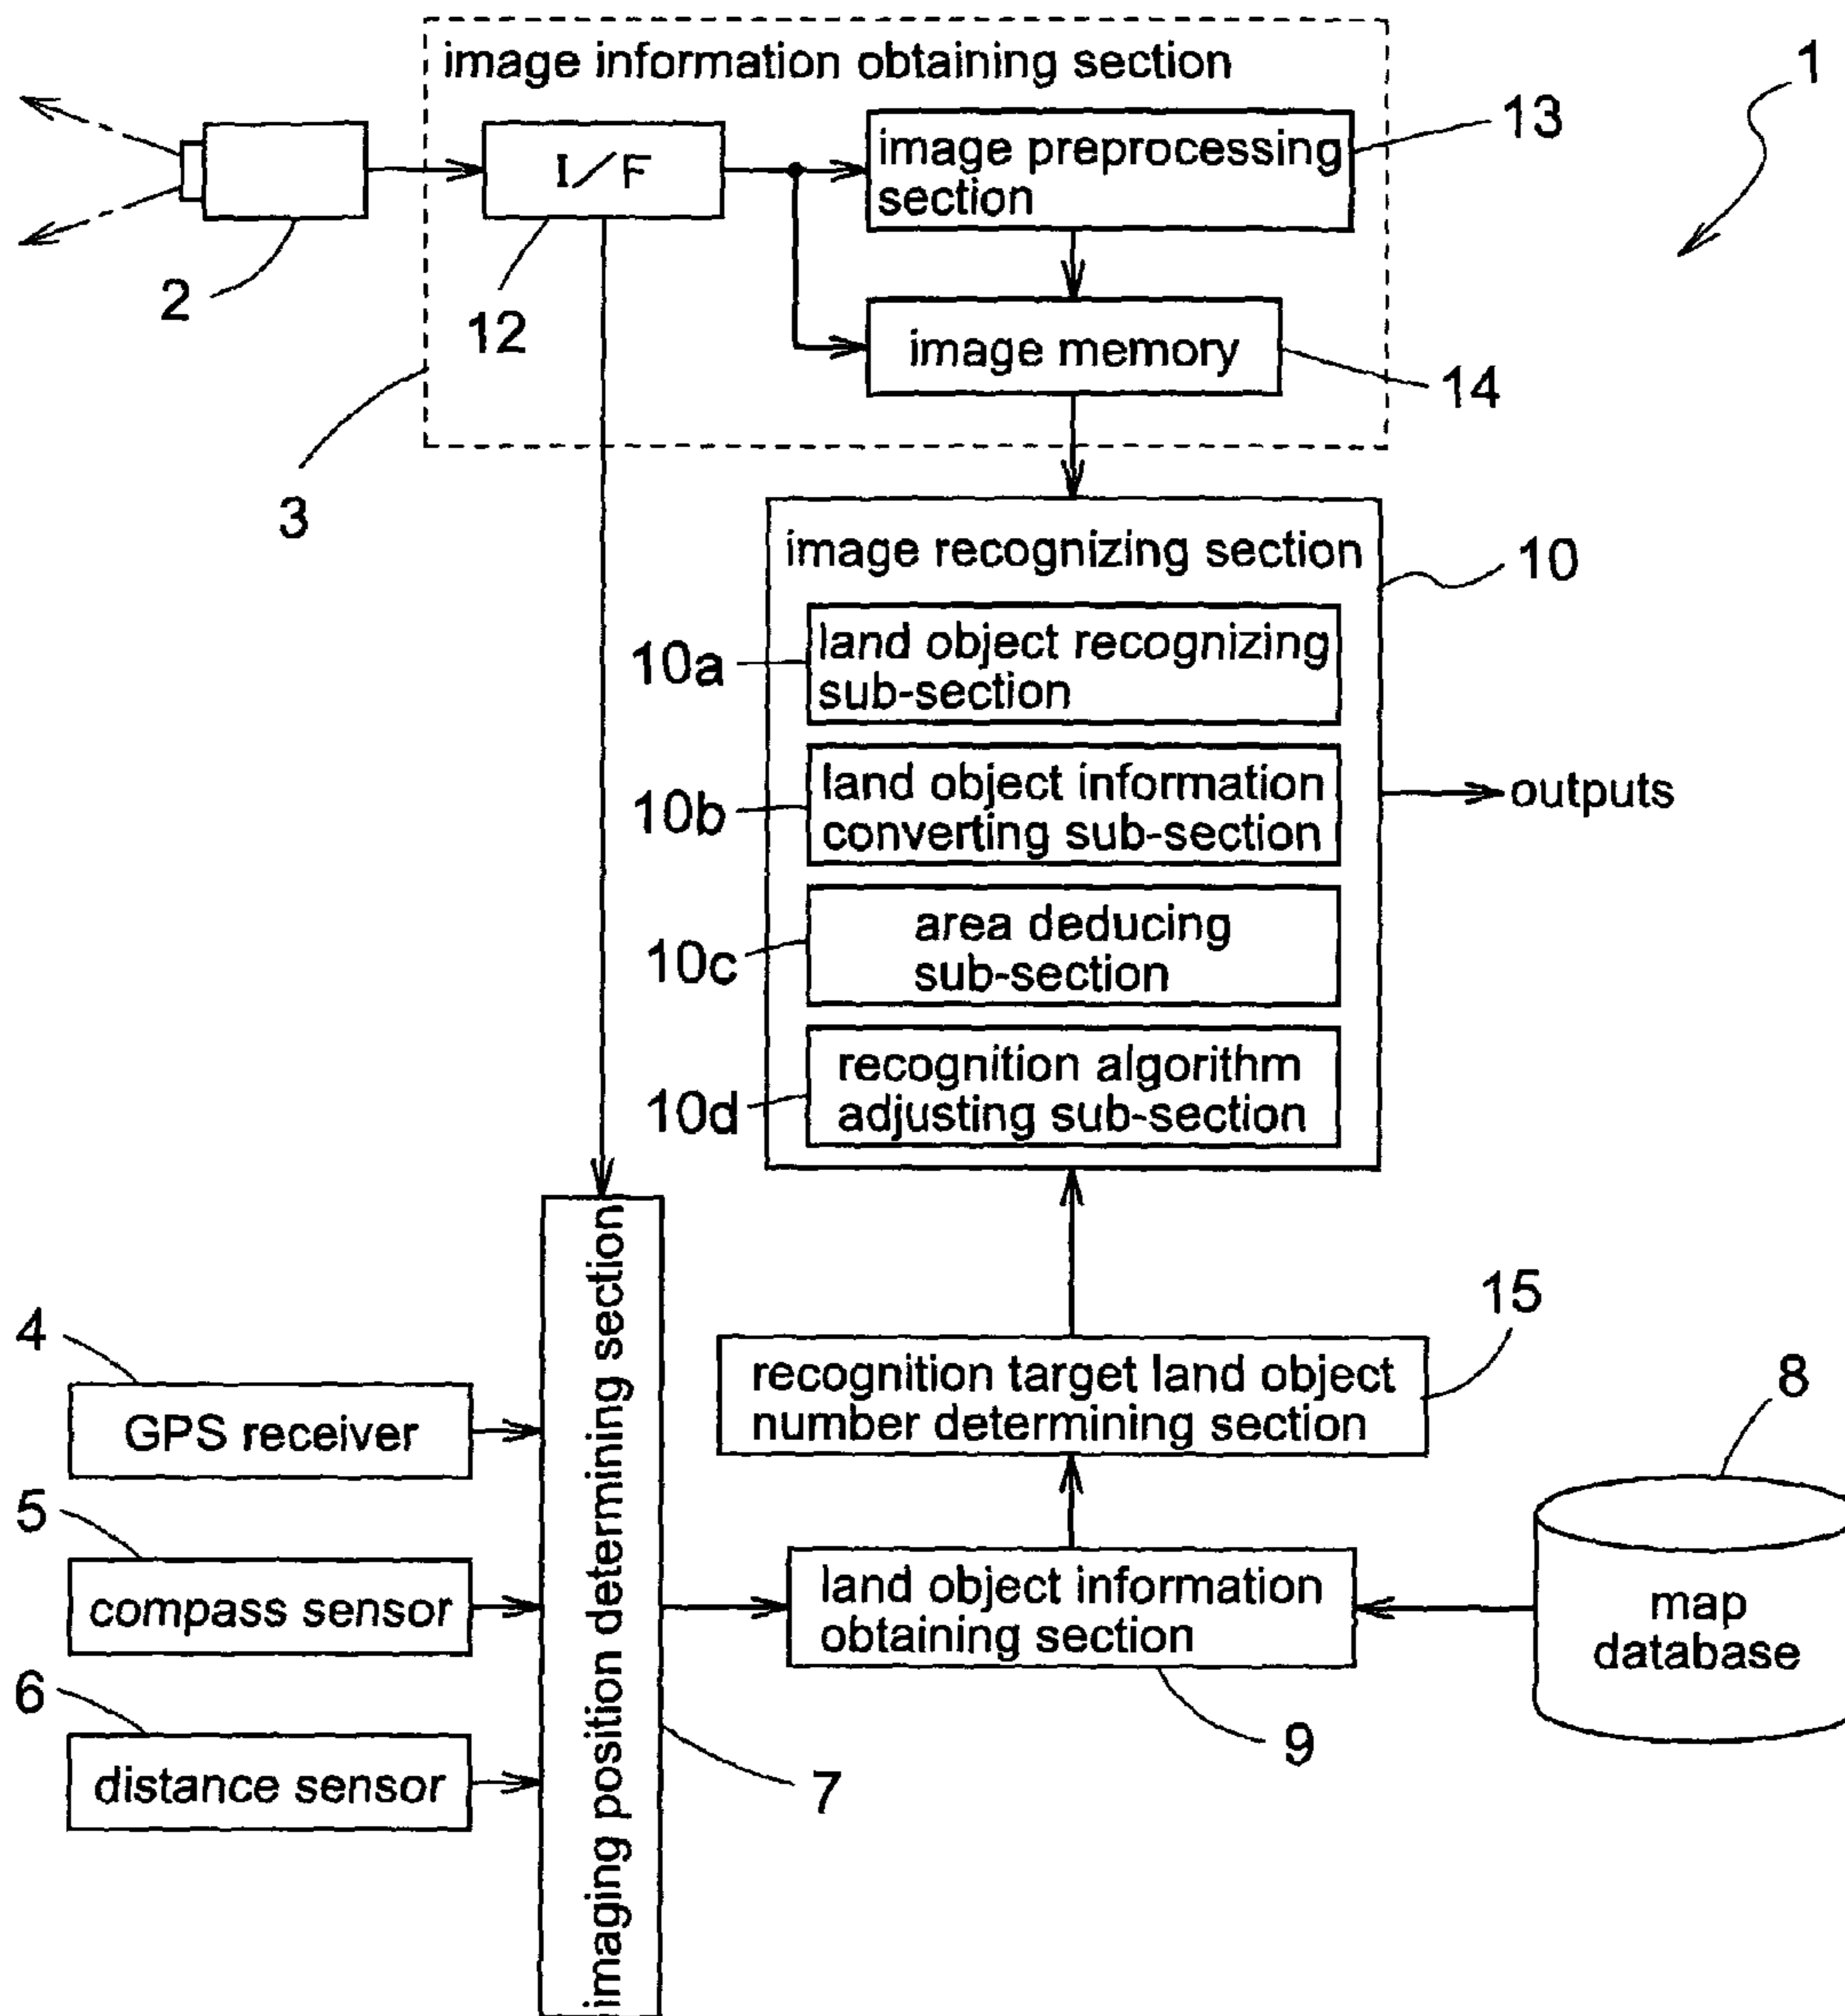 image information obtaining section
1
I/F
image preprocessing
section
13
2
12
image memory
14
3
image recognizing section
10
10a
land object recognizing
sub-section
10b
land object information
converting sub-section
outputs
10c
area deducing
sub-section
10d
recognition algorithm
adjusting sub-section
imaging position determining section
4
GPS receiver
recognition target land object
number determining section
15
8
5
compass sensor
land object information
obtaining section
map
database
6
distance sensor
7
9